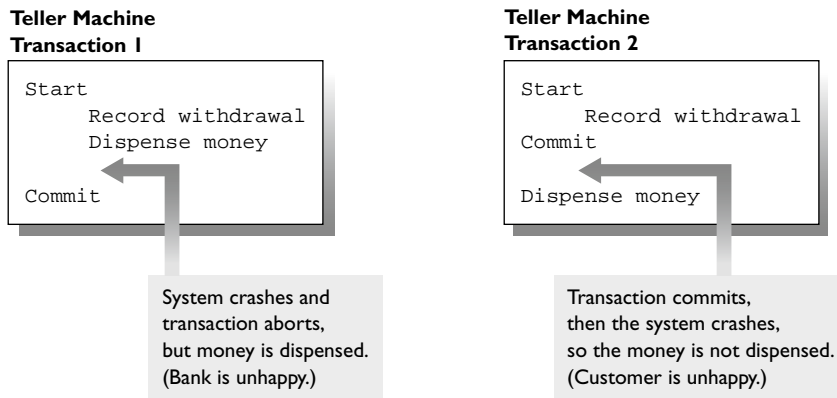 Teller Machine
Transaction 1
Start
Record withdrawal
Dispense money
Commit
System crashes and
transaction aborts,
but money is dispensed.
(Bank is unhappy.)
Teller Machine
Transaction 2
Start
Record withdrawal
Commit
Dispense money
Transaction commits,
then the system crashes,
so the money is not dispensed.
(Customer is unhappy.)